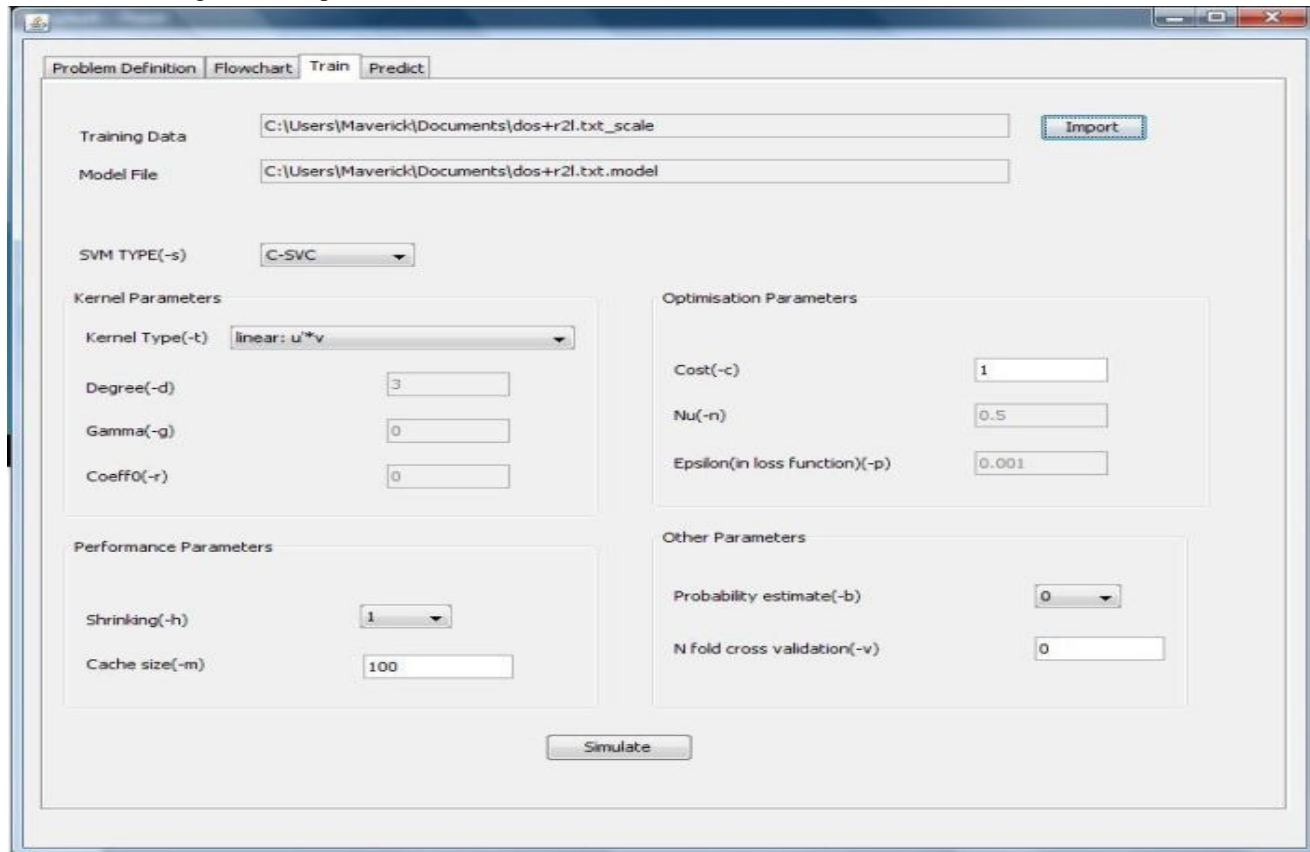 Problem Definition Flowchart Train Predict
Training Data C:\Users\Maverick\Documents\dos+r2l.txt_scale Import
Model File C:\Users\Maverick\Documents\dos+r2l.txt.model
SVM TYPE(-s) C-SVC
Kernel Parameters
Kernel Type(-t) linear: u'*v
Degree(-d) 3
Gamma(-g) 0
Coeff0(-r) 0
Optimisation Parameters
Cost(-c) 1
Nu(-n) 0.5
Epsilon(in loss function)(-p) 0.001
Performance Parameters
Shrinking(-h) 1
Cache size(-m) 100
Other Parameters
Probability estimate(-b) 0
N fold cross validation(-v) 0
Simulate